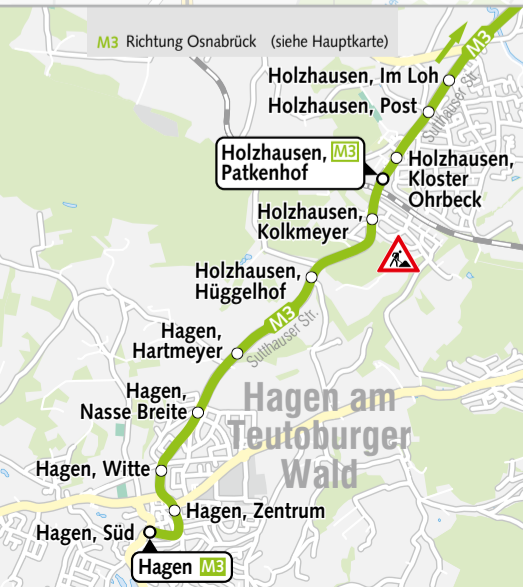 M3 Richtung Osnabrück (siehe Hauptkarte)
M3
Holzhausen, Im Loh
Sutthauser Str.
Holzhausen, Post
Holzhausen, M3
Patkenhof
Holzhausen,
Kloster
Ohrbeck
Holzhausen,
Kolkmeyer
Holzhausen,
Hüggelhof
M3
Sutthauser Str.
Hagen,
Hartmeyer
Hagen,
Nasse Breite
Hagen am
Teutoburger
Wald
Hagen, Witte
Hagen, Zentrum
Hagen, Süd
Hagen M3